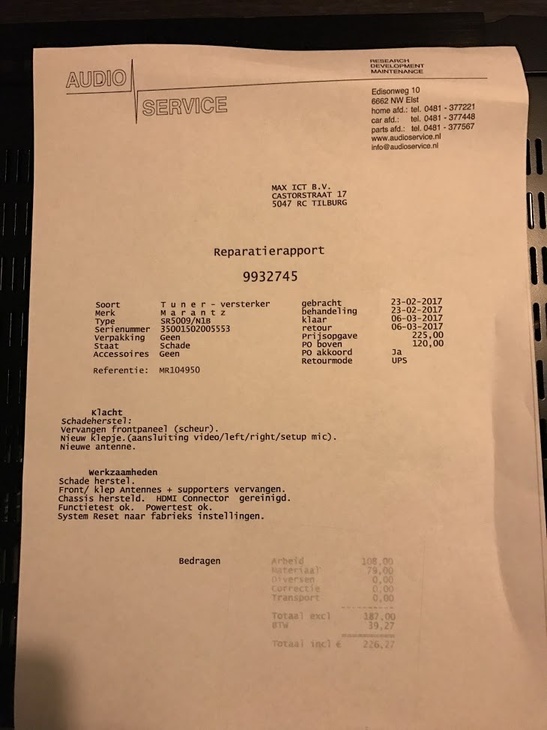 AUDIO
SERVICE
RESEARCH
DEVELOPMENT
MAINTENANCE
Edisonweg 10
6662 NW Elst
home afd.: tel. 0481 - 377221
car afd.: tel. 0481 - 377448
parts afd.: tel. 0481 - 377567
www.audioservice.nl
info@audioservice.nl
MAX ICT B.V.
CASTORSTRAAT 17
5047 RC TILBURG
Reparatierapport
9932745
Soort T u n e r - versterker gebracht 23-02-2017
Merk M a r a n t z behandeling 23-02-2017
Type SR5009/N1B klaar 06-03-2017
Serienummer 35001502005553 retour 06-03-2017
Verpakking Geen Prijsopgave 225,00
Staat Schade PO boven 120,00
Accessoires Geen PO akkoord Ja
Retourmode UPS
Referentie: MR104950
Klacht
Schadeherstel:
Vervangen frontpaneel (scheur).
Nieuw klepje.(aansluiting video/left/right/setup mic).
Nieuwe antenne.
Werkzaamheden
Schade herstel.
Front/ klep Antennes + supporters vervangen.
Chassis hersteld. HDMI Connector gereinigd.
Functietest ok. Powertest ok.
System Reset naar fabrieks instellingen.
Bedragen Arbeid 108,00
Materiaal 79,00
Diversen 0,00
Correctie 0,00
Transport 0,00
Totaal excl 187,00
BTW 39,27
Totaal incl € 226,27